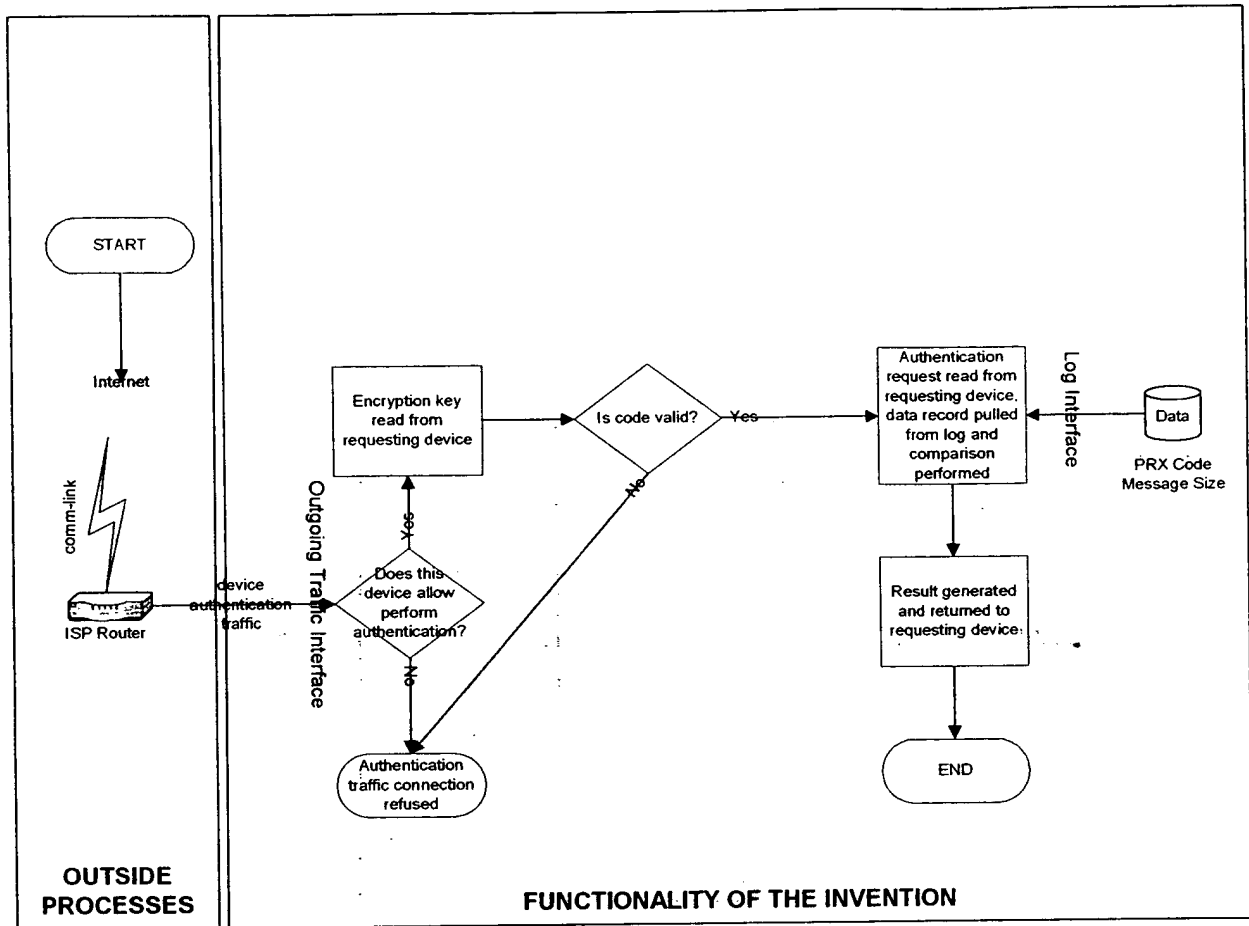 START
Internet
comm-link
ISP Router
device
authentication
traffic
Outgoing Traffic Interface
Does this
device allow
perform
authentication?
Yes
No
Encryption key
read from
requesting device
Is code valid?
Yes
No
Authentication
traffic connection
refused
Authentication
request read from
requesting device,
data record pulled
from log and
comparison
performed
Log Interface
Data
PRX Code
Message Size
Result generated
and returned to
requesting device
END
OUTSIDE
PROCESSES
FUNCTIONALITY OF THE INVENTION